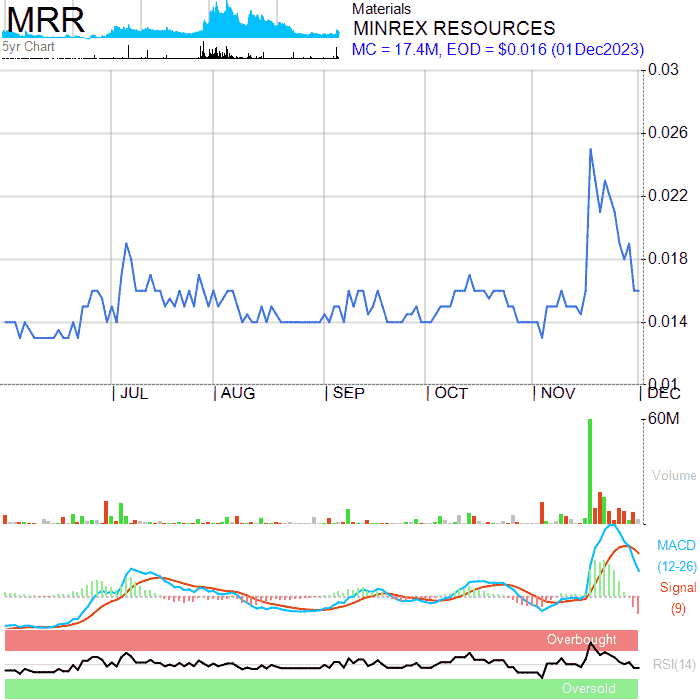 MRR
5yr Chart
Materials
MINREX RESOURCES
MC = 17.4M, EOD = $0.016 (01Dec2023)
0.03
0.026
0.022
0.018
0.014
0.01
JUL AUG SEP OCT NOV DEC
60M
Volume
MACD
(12-26)
Signal
(9)
Overbought
RSI(14)
Oversold